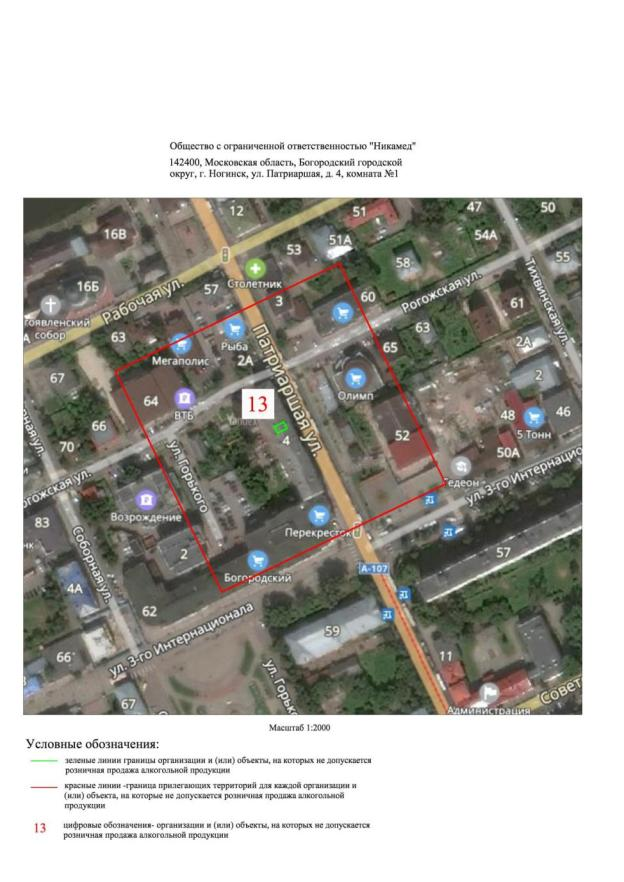 Общество с ограниченной ответственностью "Никамед"
142400, Московская область, Богородский городской
округ, г. Ногинск, ул. Патриаршая, д. 4, комната №1
12
51
47
50
16В
53
51А
54А
55
Рабочая ул.
Столетник
58
Тихвинская ул.
16Б
57
3
60
Рогожская ул.
61
собор
63
Рыба
Патриаршая ул.
63
Мегаполис
2А
65
2А
67
64
ВТБ
13
Олимп
2
66
4
52
48
46
5 Тонн
70
ул. Горького
50А
ул. 3-го Интернацио
83
Возрождение
Перекресток
Соборная ул.
2
57
4А
Богородский
А-107
62
59
66
ул. 3-го Интернационала
11
67
ул. Горьк
Администрация
Совет
Масштаб 1:2000
Условные обозначения:
зеленые линии границы организации и (или) объекты, на которых не допускается
розничная продажа алкогольной продукции
красные линии -граница прилегающих территорий для каждой организации и
(или) объекта, на которые не допускается розничная продажа алкогольной
продукции
13
цифровые обозначения- организации и (или) объекты, на которых не допускается
розничная продажа алкогольной продукции